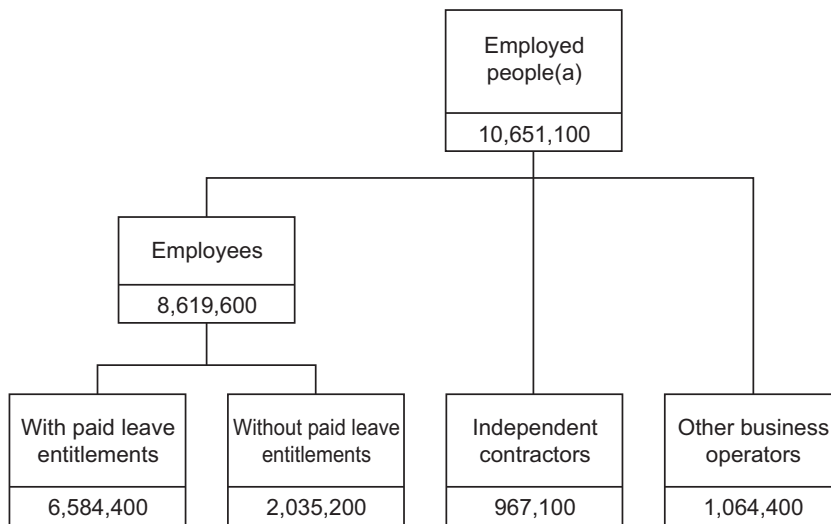 Employed
people(a)
10,651,100
Employees
8,619,600
With paid leave
entitlements
6,584,400
Without paid leave
entitlements
2,035,200
Independent
contractors
967,100
Other business
operators
1,064,400